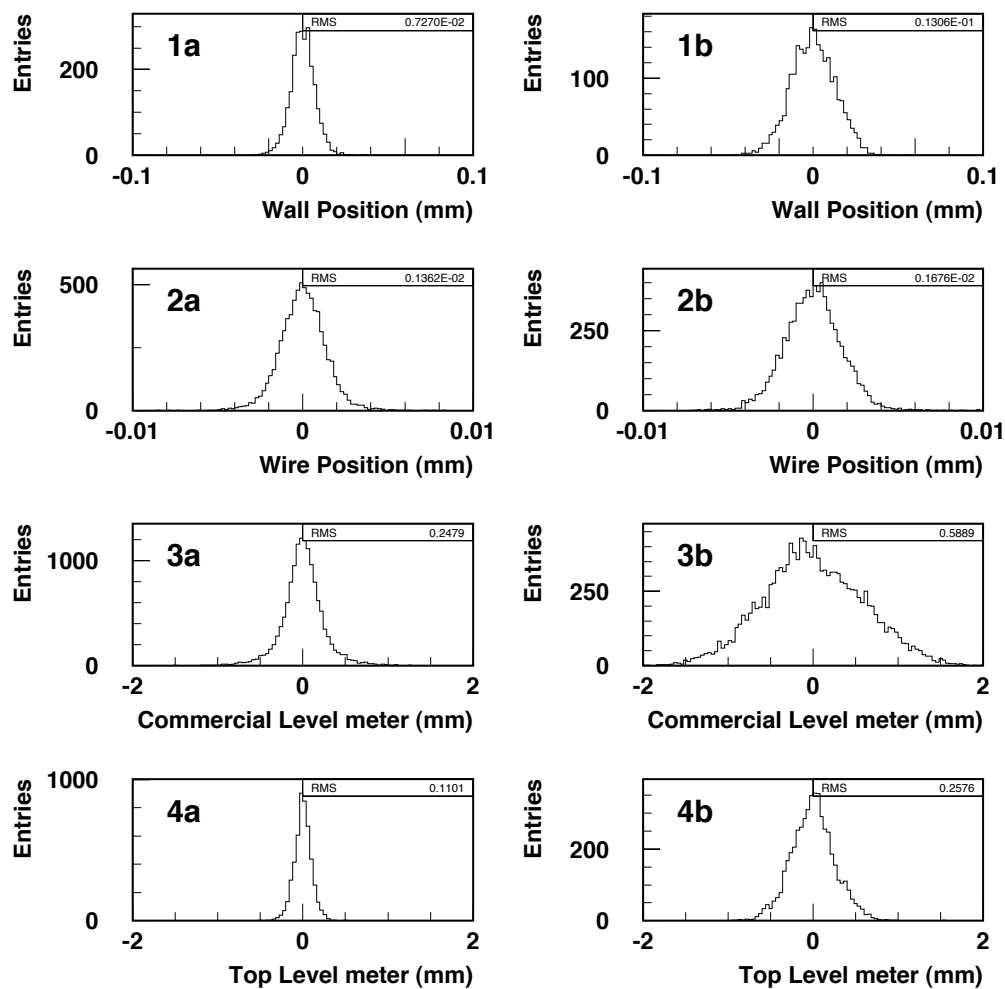 Entries
1a
RMS 0.7270E-02
300
200
0
-0.1 0 0.1
Wall Position (mm)
Entries
1b
RMS 0.1306E-01
100
0
-0.1 0 0.1
Wall Position (mm)
Entries
2a
RMS 0.1362E-02
500
250
0
-0.01 0 0.01
Wire Position (mm)
Entries
2b
RMS 0.1676E-02
250
0
-0.01 0 0.01
Wire Position (mm)
Entries
3a
RMS 0.2479
1000
0
-2 0 2
Commercial Level meter (mm)
Entries
3b
RMS 0.5889
250
0
-2 0 2
Commercial Level meter (mm)
Entries
4a
RMS 0.1101
1000
500
0
-2 0 2
Top Level meter (mm)
Entries
4b
RMS 0.2576
200
0
-2 0 2
Top Level meter (mm)